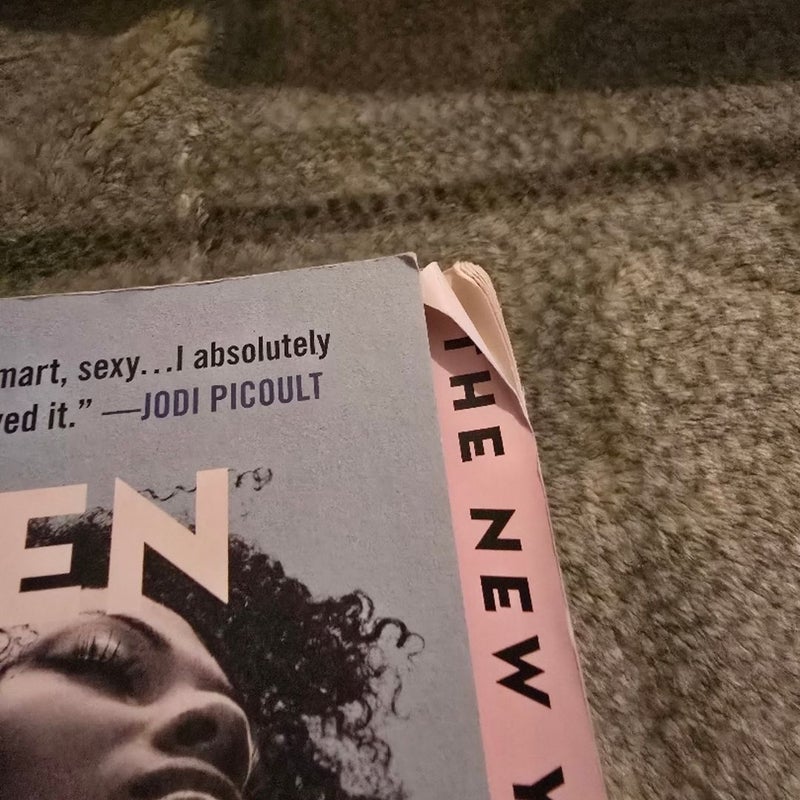 mart, sexy...I absolutely
ved it.” —JODI PICOULT
EN
THE NEW Y